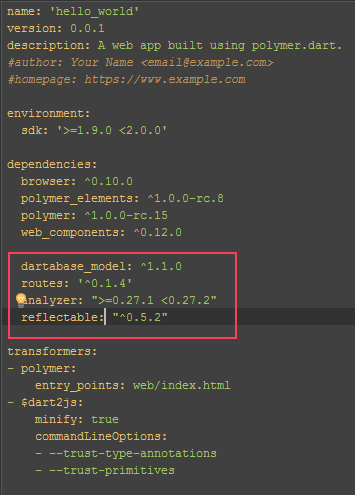 name: 'hello_world'
version: 0.0.1
description: A web app built using polymer.dart.
#author: Your Name <email@example.com>
#homepage: https://www.example.com
environment:
  sdk: '>=1.9.0 <2.0.0'
dependencies:
  browser: ^0.10.0
  polymer_elements: ^1.0.0-rc.8
  polymer: ^1.0.0-rc.15
  web_components: ^0.12.0
  dartabase_model: ^1.1.0
  routes: '^0.1.4'
  analyzer: ">=0.27.1 <0.27.2"
  reflectable: "^0.5.2"
transformers:
- polymer:
    entry_points: web/index.html
- $dart2js:
    minify: true
    commandLineOptions:
    - --trust-type-annotations
    - --trust-primitives